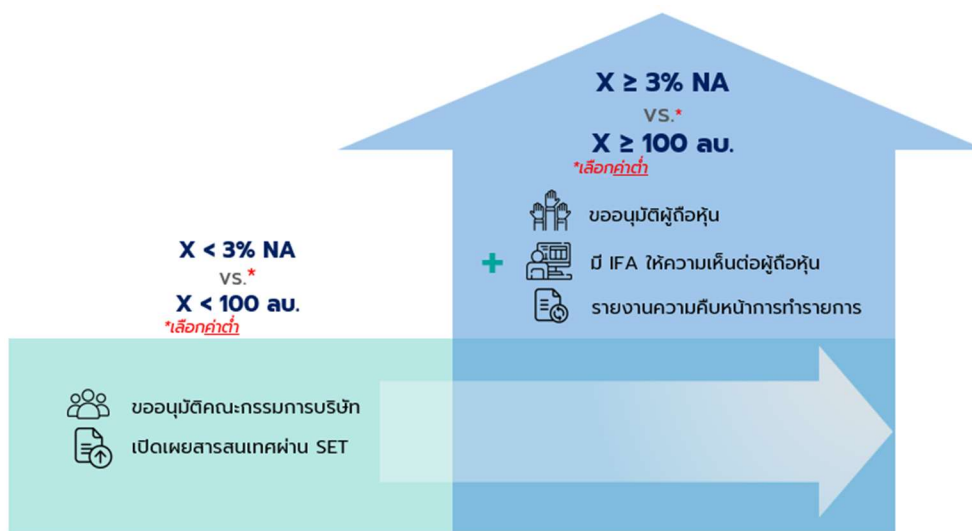 X ≥ 3% NA
vs.*
X ≥ 100 ลบ.
*เลือกค่าต่ำ
ขออนุมัติผู้ถือหุ้น
+ มี IFA ให้ความเห็นต่อผู้ถือหุ้น
รายงานความคืบหน้าการทำรายการ
X < 3% NA
vs.*
X < 100 ลบ.
*เลือกค่าต่ำ
ขออนุมัติคณะกรรมการบริษัท
เปิดเผยสารสนเทศผ่าน SET